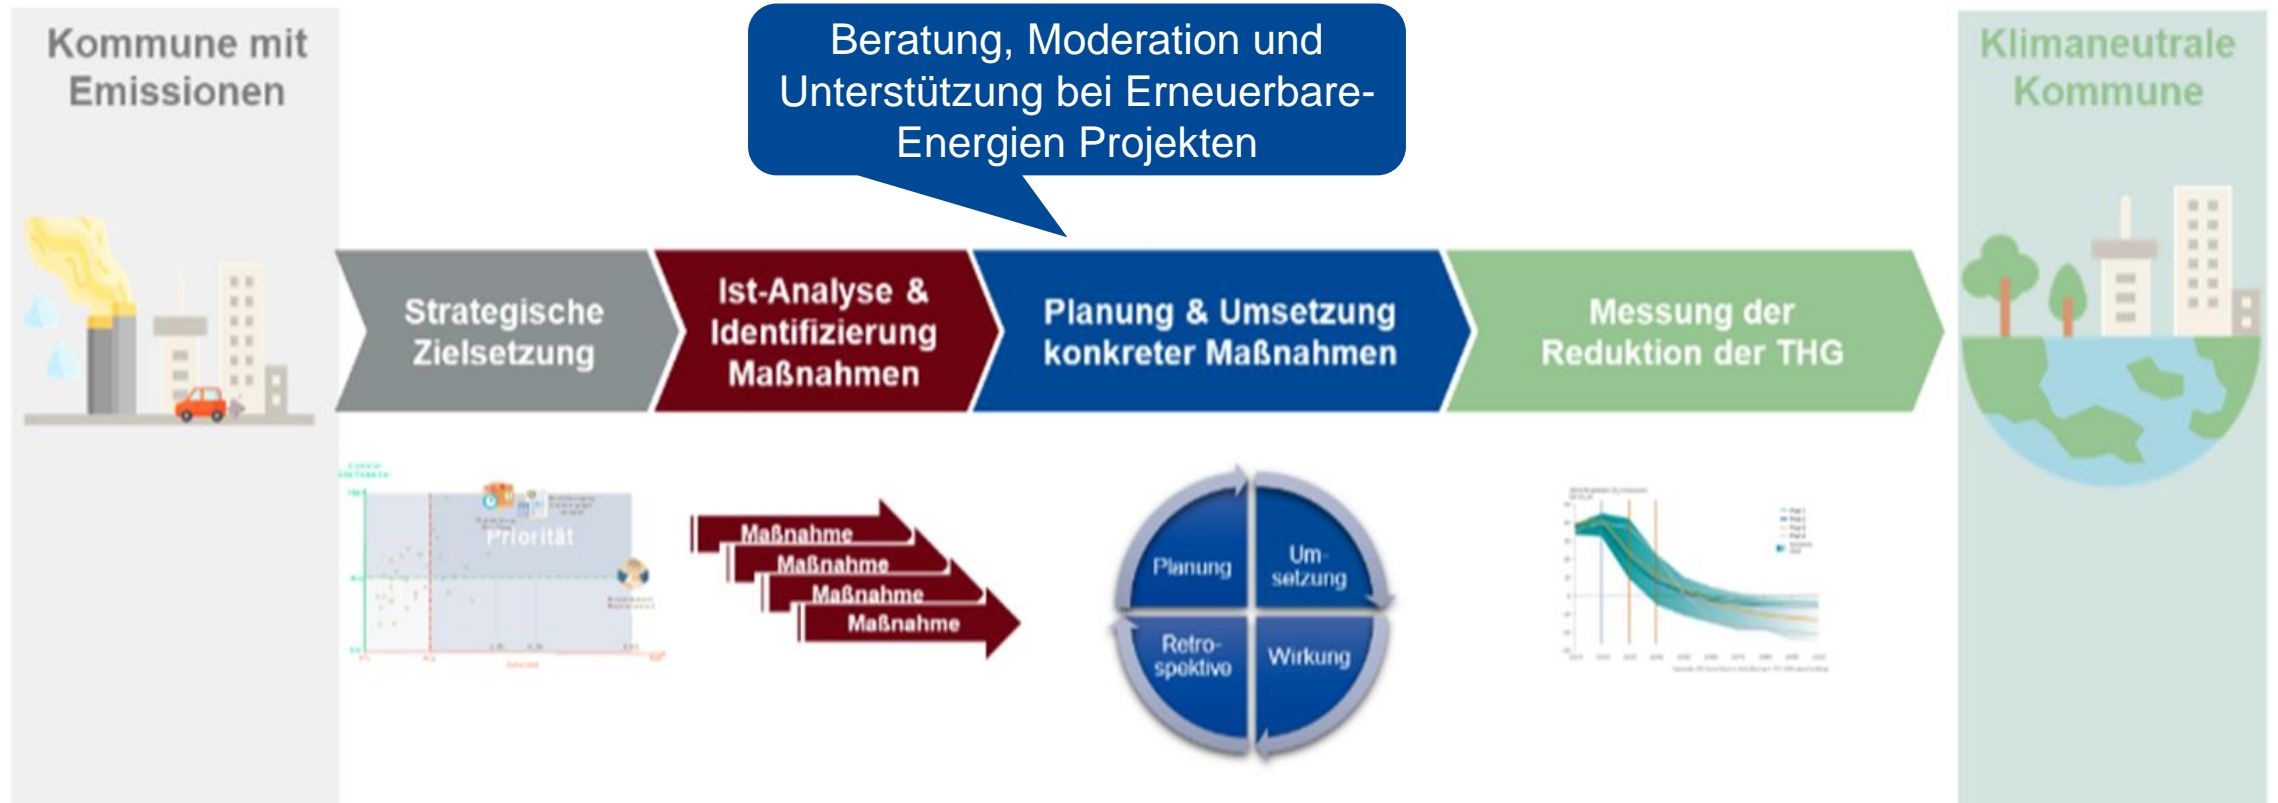 Kommune mit
Emissionen
Beratung, Moderation und
Unterstützung bei Erneuerbare-
Energien Projekten
Klimaneutrale
Kommune
Strategische
Zielsetzung
Ist-Analyse &
Identifizierung
Maßnahmen
Planung & Umsetzung
konkreter Maßnahmen
Messung der
Reduktion der THG
Priorität
Maßnahme
Maßnahme
Maßnahme
Maßnahme
Planung
Um-
setzung
Retro-
spektive
Wirkung